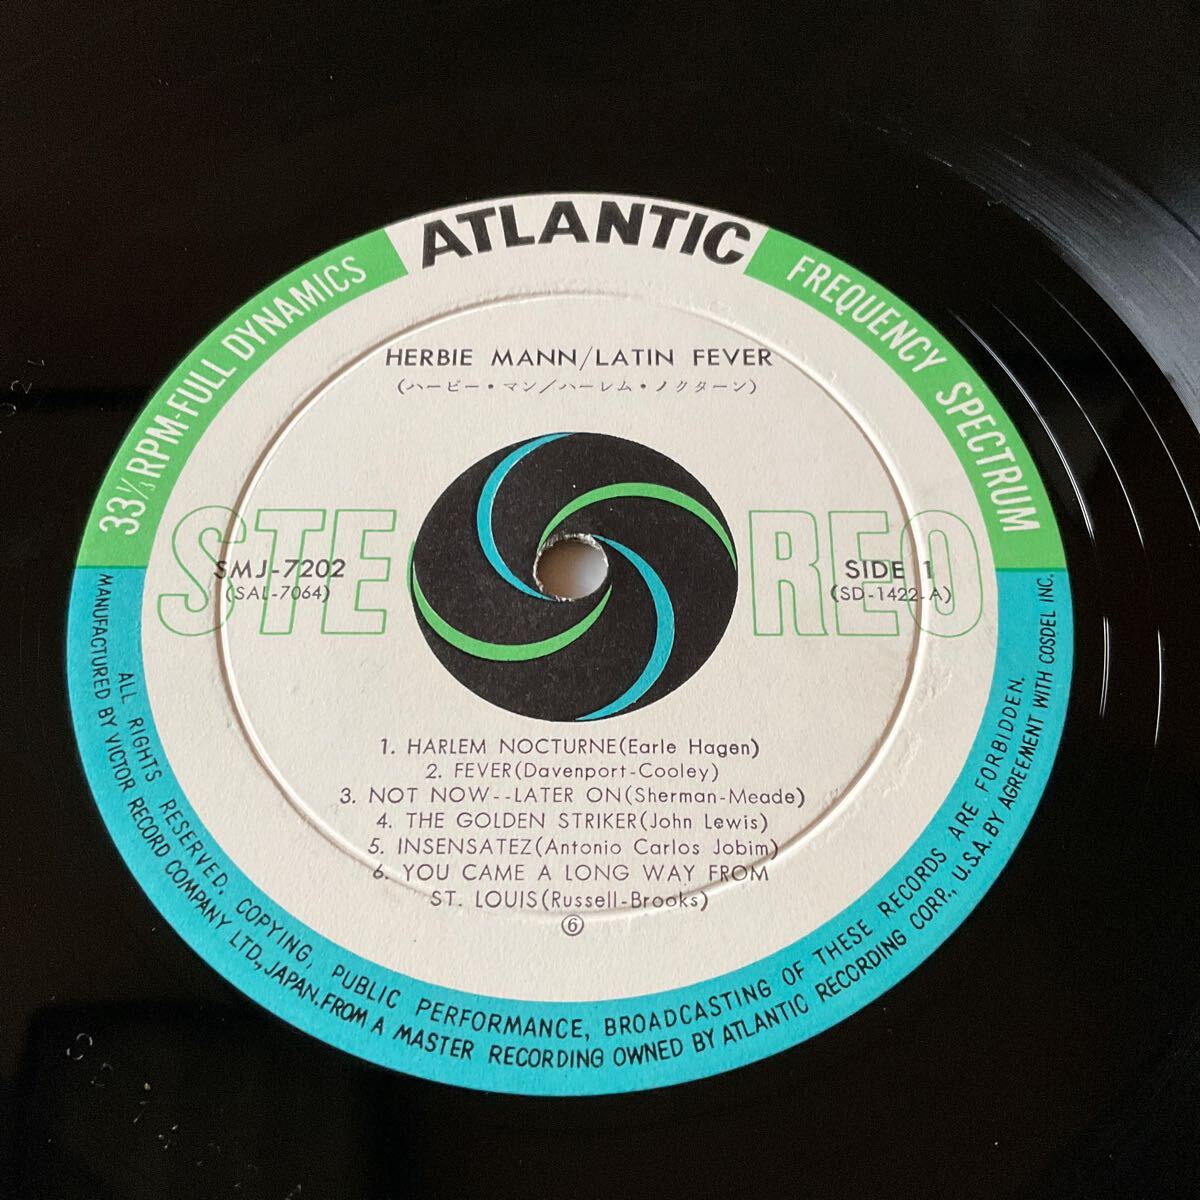 ATLANTIC
33⅓ RPM-FULL DYNAMICS
FREQUENCY SPECTRUM
HERBIE MANN/LATIN FEVER
(ハービー・マン/ハーレム・ノクターン)
STEREO
SMJ-7202
(SAL-7064)
SIDE 1
(SD-1422-A)
1. HARLEM NOCTURNE(Earle Hagen)
2. FEVER(Davenport-Cooley)
3. NOT NOW--LATER ON(Sherman-Meade)
4. THE GOLDEN STRIKER(John Lewis)
5. INSENSATEZ(Antonio Carlos Jobim)
6. YOU CAME A LONG WAY FROM
ST. LOUIS(Russell-Brooks)
⑥
ALL RIGHTS RESERVED. COPYING, PUBLIC PERFORMANCE, BROADCASTING OF THESE RECORDS ARE FORBIDDEN.
MANUFACTURED BY VICTOR RECORD COMPANY LTD., JAPAN. FROM A MASTER RECORDING OWNED BY ATLANTIC RECORDING CORP., U.S.A. BY AGREEMENT WITH COSDEL INC.